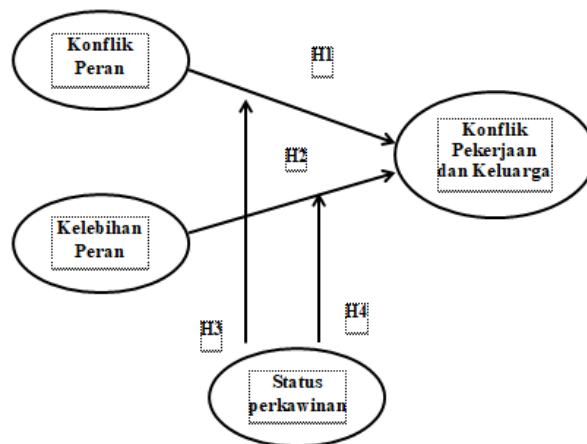 Konflik
Peran
H1
Konflik
Pekerjaan
dan Keluarga
H2
Kelebihan
Peran
H3
H4
Status
perkawinan